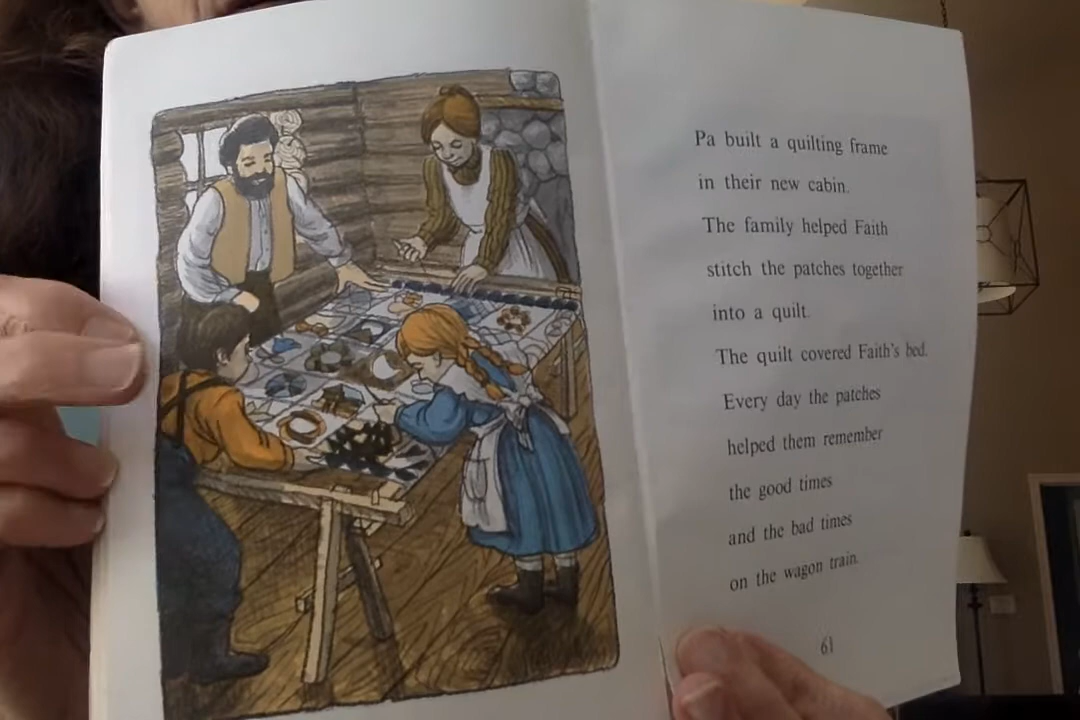 Pa built a quilting frame
in their new cabin.
The family helped Faith
stitch the patches together
into a quilt.
The quilt covered Faith's bed.
Every day the patches
helped them remember
the good times
and the bad times
on the wagon train.
61